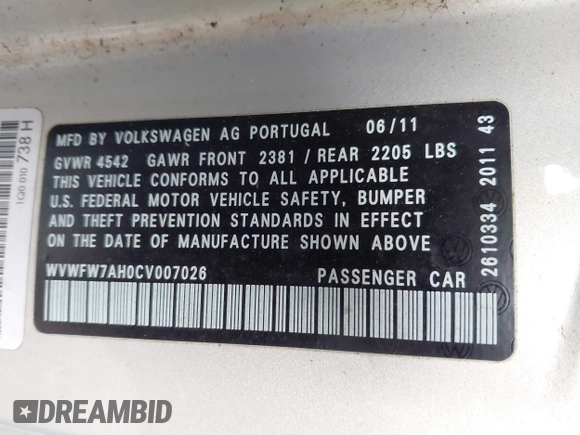 MFD BY VOLKSWAGEN AG PORTUGAL 06/11
GVWR 4542 GAWR FRONT 2381 / REAR 2205 LBS
THIS VEHICLE CONFORMS TO ALL APPLICABLE
U.S. FEDERAL MOTOR VEHICLE SAFETY, BUMPER
AND THEFT PREVENTION STANDARDS IN EFFECT
ON THE DATE OF MANUFACTURE SHOWN ABOVE
WVWFW7AH0CV007026 PASSENGER CAR
2610334 2011 43
1Q0 010 738 H
DREAMBID